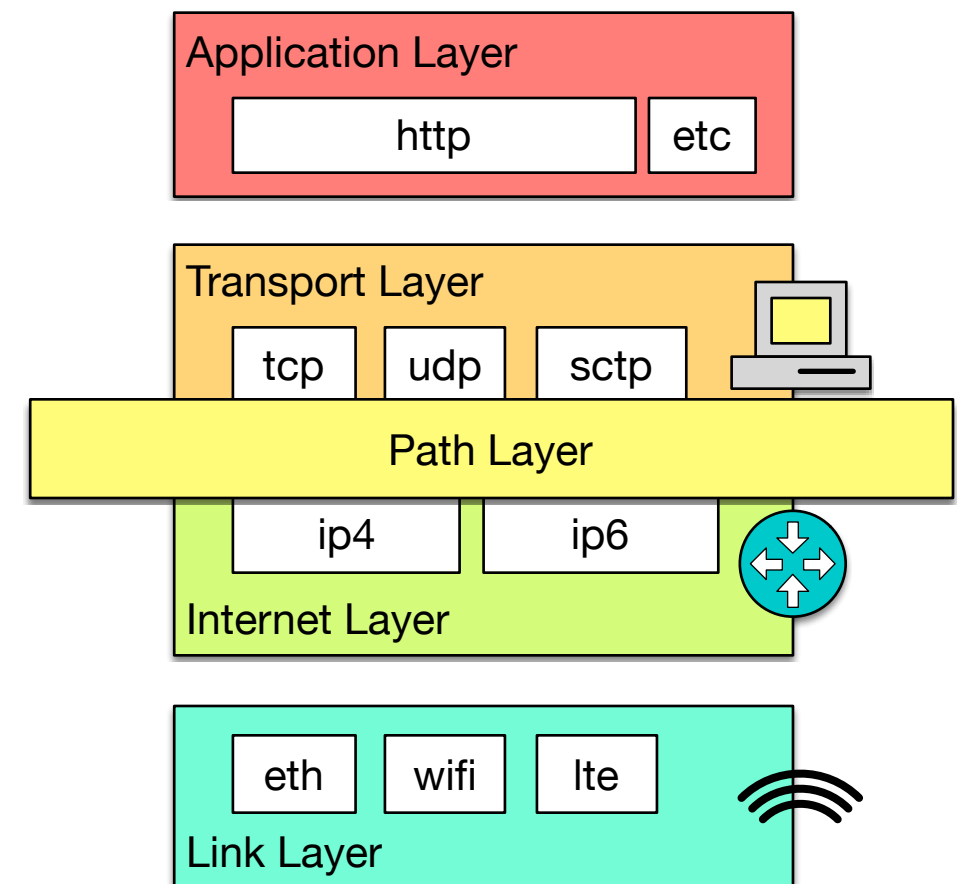 Application Layer
http etc
Transport Layer
tcp udp sctp
Path Layer
ip4 ip6
Internet Layer
eth wifi lte
Link Layer